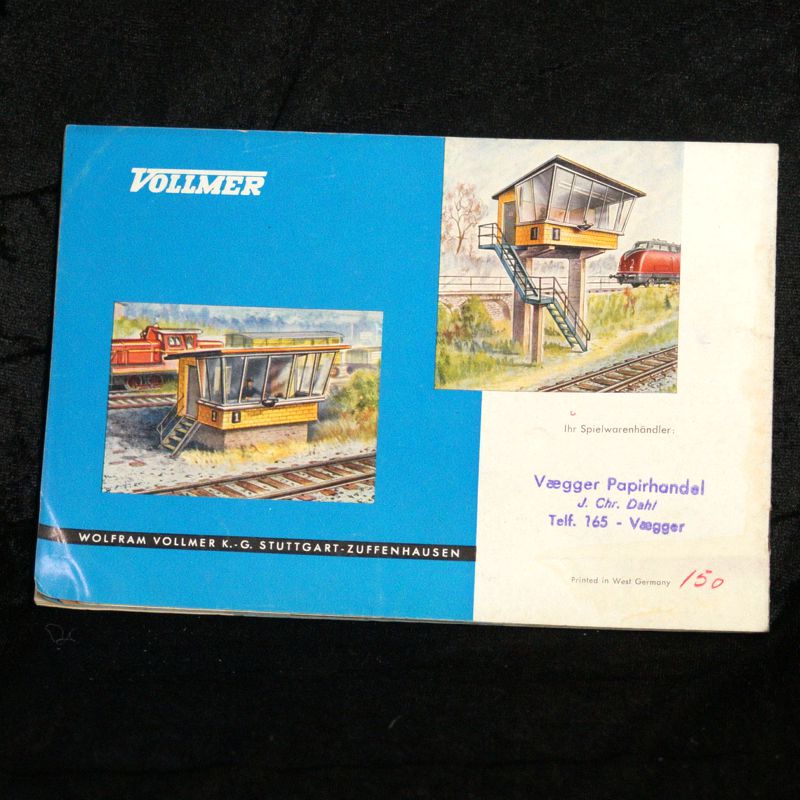 VOLLMER
Ihr Spielwarenhändler:
Vægger Papirhandel
J. Chr. Dahl
Telf. 165 - Vægger
WOLFRAM VOLLMER K.-G. STUTTGART-ZUFFENHAUSEN
Printed in West Germany
150